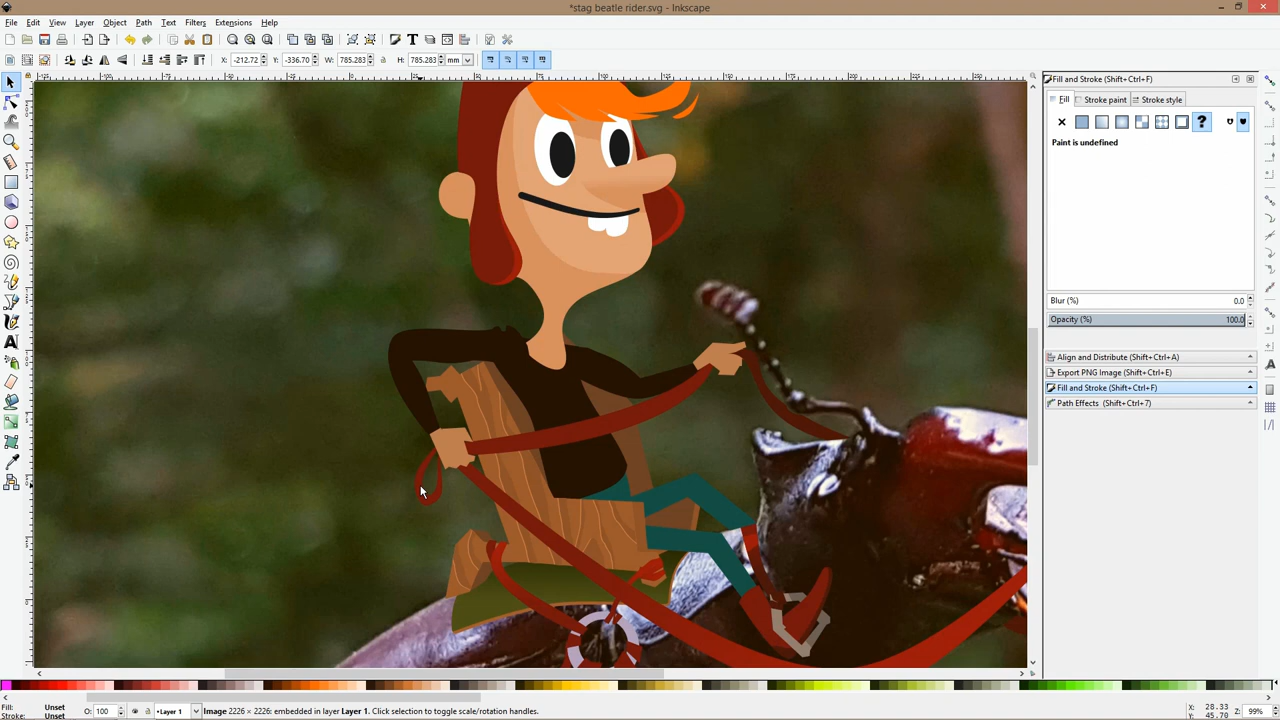 *stag beatle rider.svg - Inkscape
File Edit View Layer Object Path Text Filters Extensions Help
X: -212.72 Y: -336.70 W: 785.283 H: 785.283 mm
Fill and Stroke (Shift+Ctrl+F)
Fill Stroke paint Stroke style
?
Paint is undefined
Blur (%) 0.0
Opacity (%) 100.0
Align and Distribute (Shift+Ctrl+A)
Export PNG Image (Shift+Ctrl+E)
Fill and Stroke (Shift+Ctrl+F)
Path Effects (Shift+Ctrl+7)
Fill: Unset
Stroke: Unset
O: 100
•Layer 1
Image 2226 × 2226: embedded in layer Layer 1. Click selection to toggle scale/rotation handles.
X: 28.33
Y: 45.70
Z: 99%